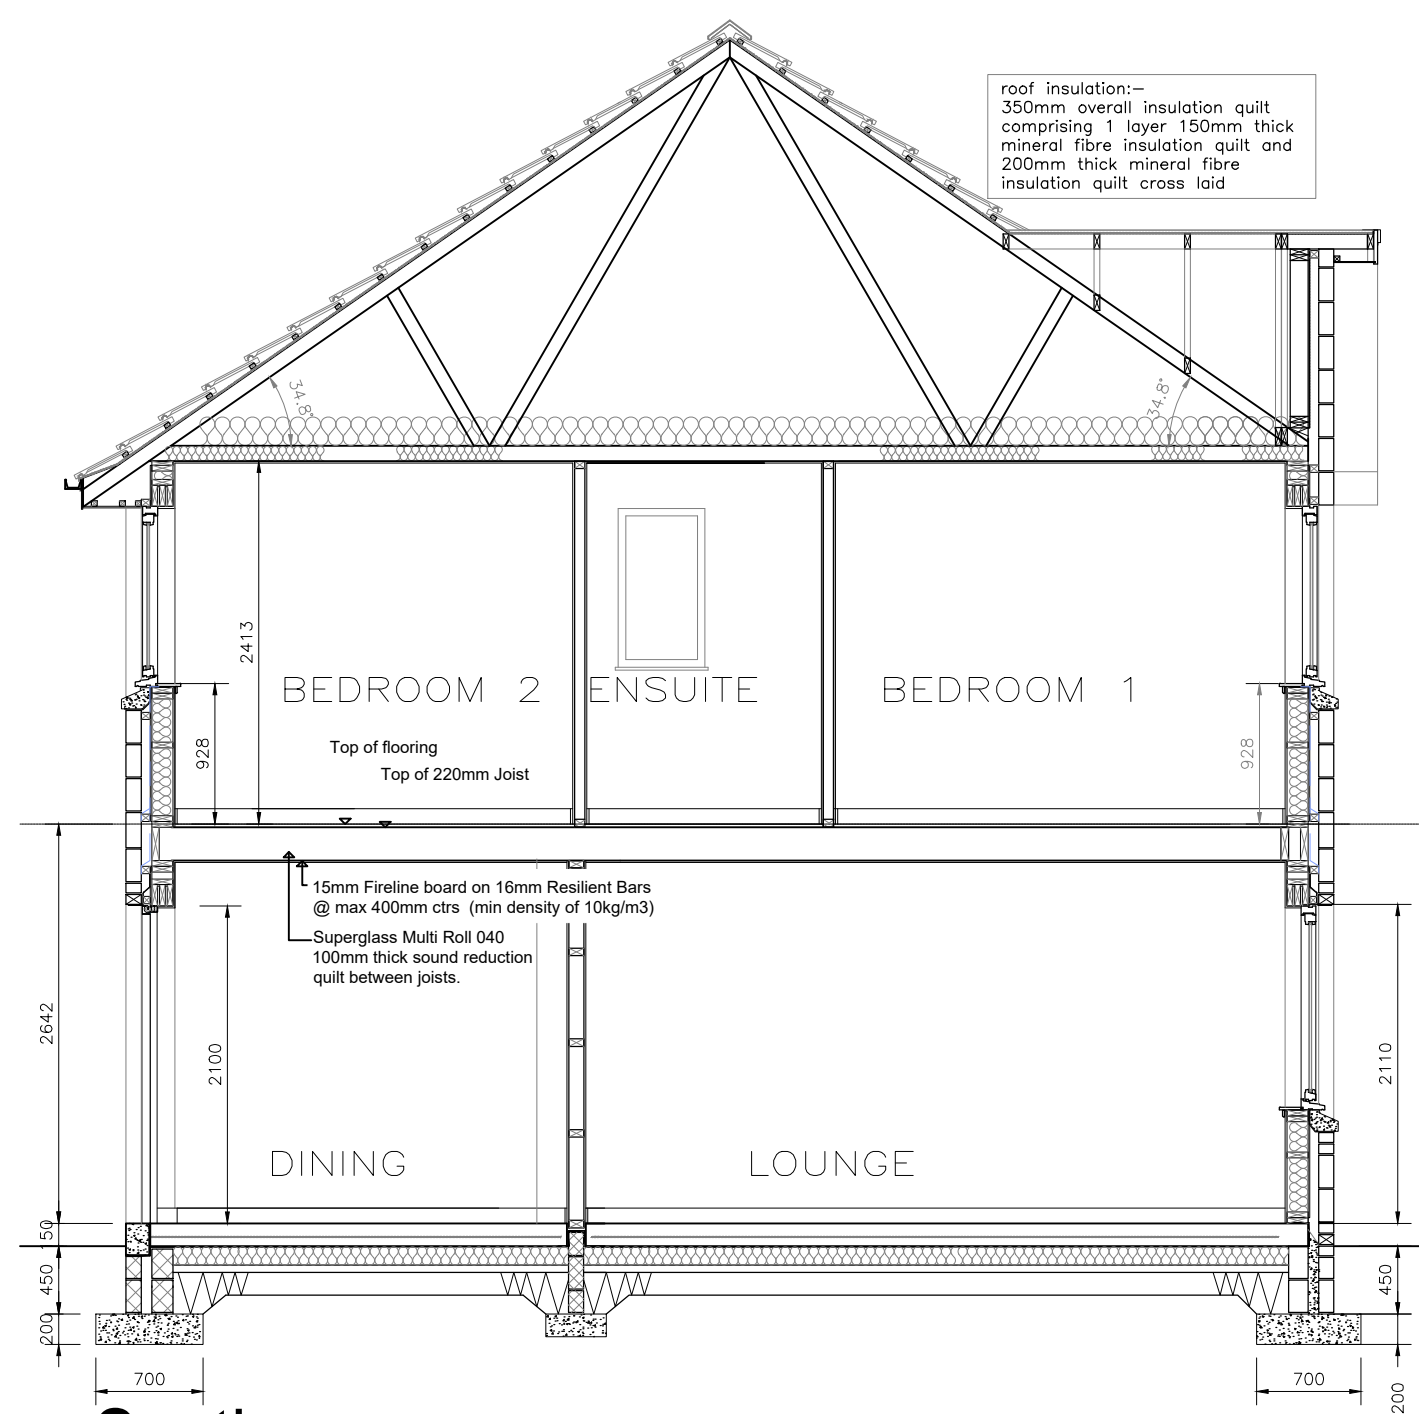 roof insulation:-
350mm overall insulation quilt
comprising 1 layer 150mm thick
mineral fibre insulation quilt and
200mm thick mineral fibre
insulation quilt cross laid
34.8°
34.8°
2413
BEDROOM 2
ENSUITE
BEDROOM 1
928
928
Top of flooring
Top of 220mm Joist
15mm Fireline board on 16mm Resilient Bars
@ max 400mm ctrs (min density of 10kg/m3)
Superglass Multi Roll 040
100mm thick sound reduction
quilt between joists.
2642
2100
2110
DINING
LOUNGE
150
450
450
200
700
700
200